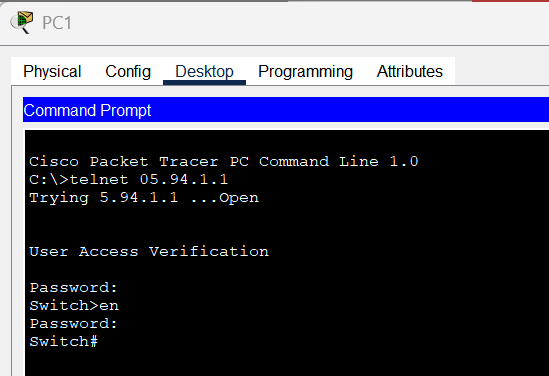 PC1
Physical Config Desktop Programming Attributes
Command Prompt
Cisco Packet Tracer PC Command Line 1.0
C:\>telnet 05.94.1.1
Trying 5.94.1.1 ...Open
User Access Verification
Password:
Switch>en
Password:
Switch#